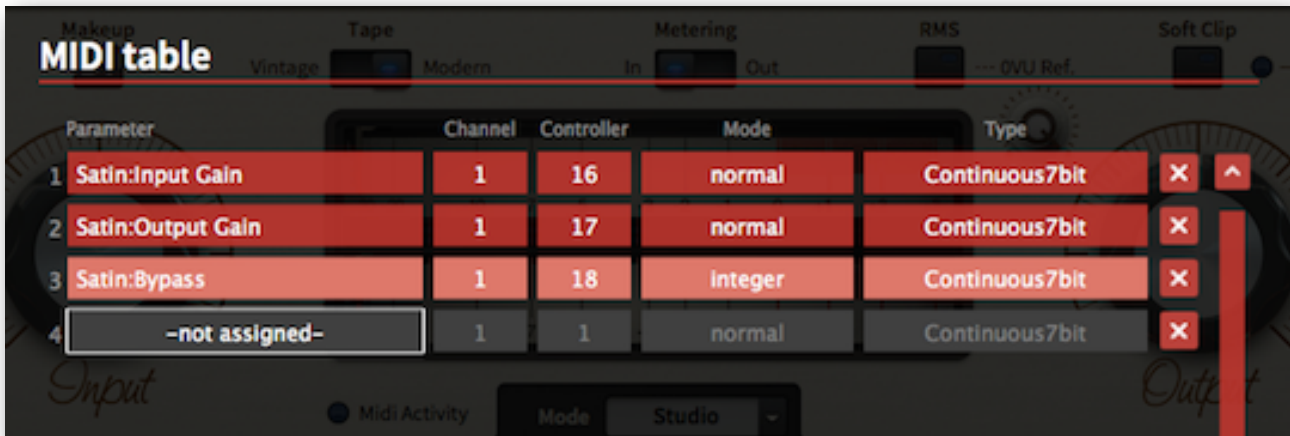 Makeup Tape Metering RMS Soft Clip
MIDI table
Vintage Modern In Out --- 0VU Ref.
Parameter Channel Controller Mode Type
1 Satin:Input Gain 1 16 normal Continuous7bit
2 Satin:Output Gain 1 17 normal Continuous7bit
3 Satin:Bypass 1 18 integer Continuous7bit
4 -not assigned- 1 1 normal Continuous7bit
Input Output
Midi Activity Mode Studio